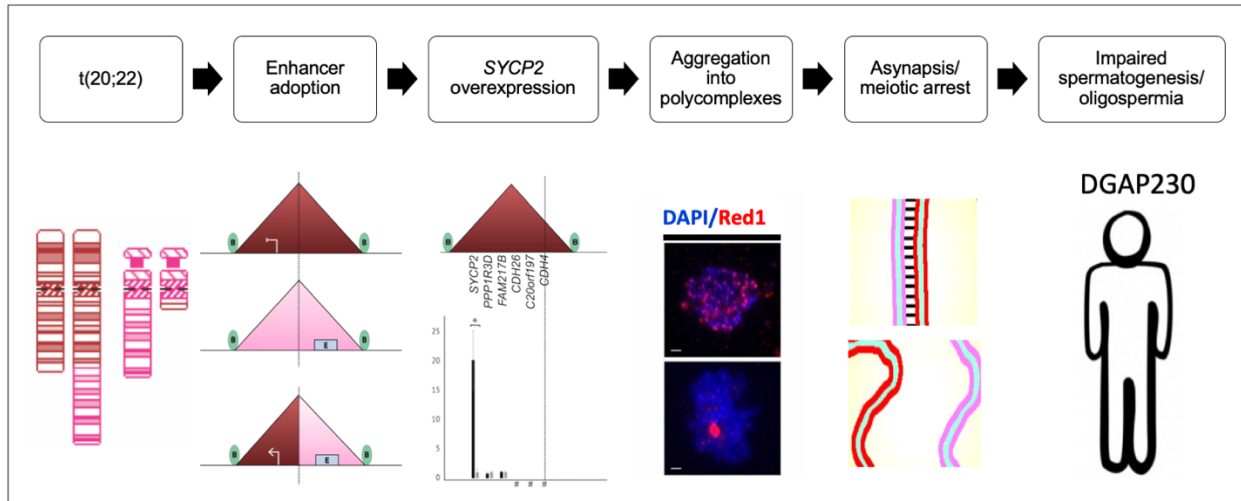 t(20;22)
Enhancer
adoption
SYCP2
overexpression
Aggregation
into
polycomplexes
Asynapsis/
meiotic arrest
Impaired
spermatogenesis/
oligospermia
B
B
B
E
B
B
E
B
B
B
SYCP2
PPP1R3D
FAM217B
CDH26
C20orf197
CDH4
25
20
15
10
5
0
*
DAPI/Red1
DGAP230